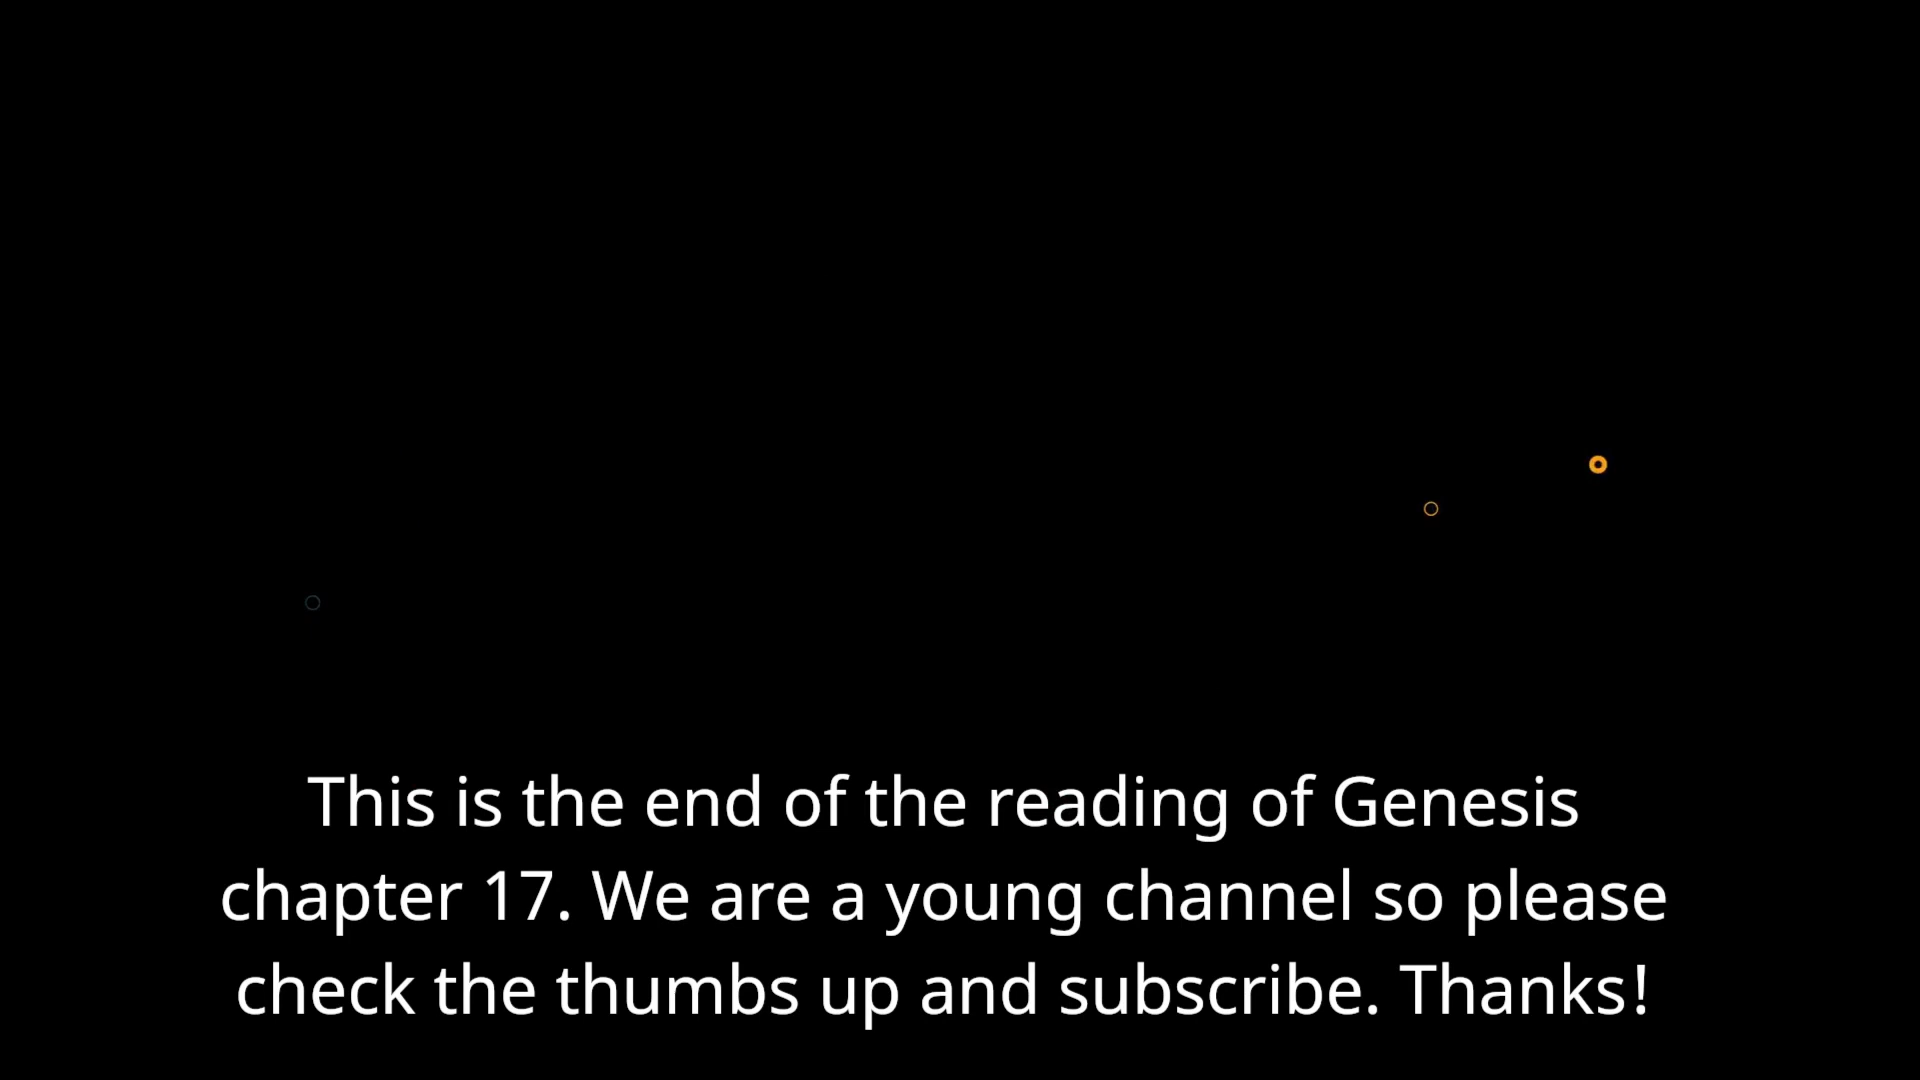 This is the end of the reading of Genesis
chapter 17. We are a young channel so please
check the thumbs up and subscribe. Thanks!